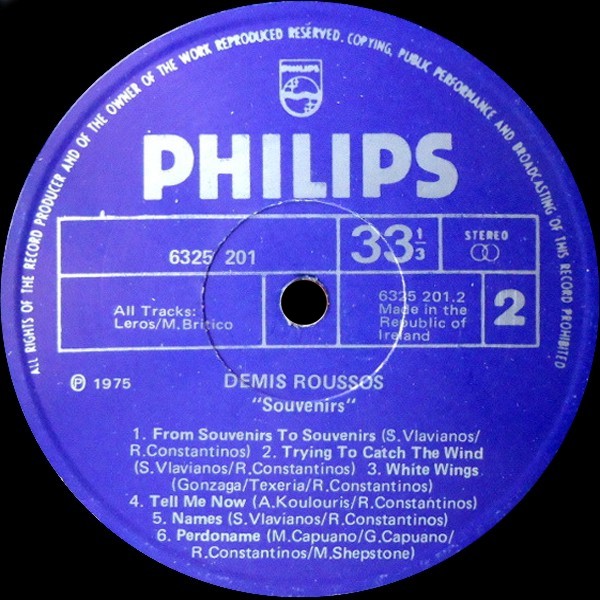 ALL RIGHTS OF THE RECORD PRODUCER AND OF THE OWNER OF THE WORK REPRODUCED RESERVED. COPYING, PUBLIC PERFORMANCE AND BROADCASTING OF THIS RECORD PROHIBITED
PHILIPS
PHILIPS
6325 201
33 1/3
STEREO
All Tracks:
Leros/M.Britico
6325 201.2
Made in the
Republic of
Ireland
2
℗ 1975
DEMIS ROUSSOS
"Souvenirs"
1. From Souvenirs To Souvenirs (S.Vlavianos/
R.Constantinos) 2. Trying To Catch The Wind
(S.Vlavianos/R.Constantinos) 3. White Wings
(Gonzaga/Texeria/R.Constantinos)
4. Tell Me Now (A.Koulouris/R.Constantinos)
5. Names (S.Vlavianos/R.Constantinos)
6. Perdoname (M.Capuano/G.Capuano/
R.Constantinos/M.Shepstone)